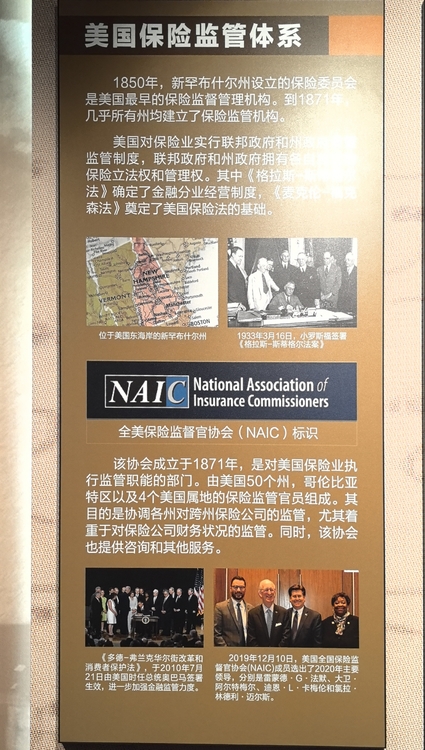 美国保险监管体系
1850年，新罕布什尔州设立的保险委员会
是美国最早的保险监督管理机构。到1871年，
几乎所有州均建立了保险监管机构。
美国对保险业实行联邦政府和州
监管制度，联邦政府和州政府拥有
保险立法权和管理权。其中《格拉斯-
法》确定了金融分业经营制度，《麦
森法》奠定了美国保险法的基础。
NEW
HAMPSHIRE
VERMONT
BOSTON
位于美国东海岸的新罕布什尔州
1933年3月16日，小罗斯福签署
《格拉斯-斯蒂格尔法案》
NAIC National Association of
Insurance Commissioners
全美保险监督官协会（NAIC）标识
该协会成立于1871年，是对美国保险业执
行监管职能的部门。由美国50个州，哥伦比亚
特区以及4个美国属地的保险监管官员组成。其
目的是协调各州对跨州保险公司的监管，尤其着
重于对保险公司财务状况的监管。同时，该协会
也提供咨询和其他服务。
《多德-弗兰克华尔街改革和
消费者保护法》，于2010年7月
21日由美国时任总统奥巴马签署
生效，进一步加强金融监管力度。
2019年12月10日，美国全国保险监
督官协会(NAIC)成员选出了2020年主要
领导，分别是雷蒙德·G·法默、大卫·
阿尔特梅尔、迪恩·L·卡梅伦和氯拉·
林德利·迈尔斯。